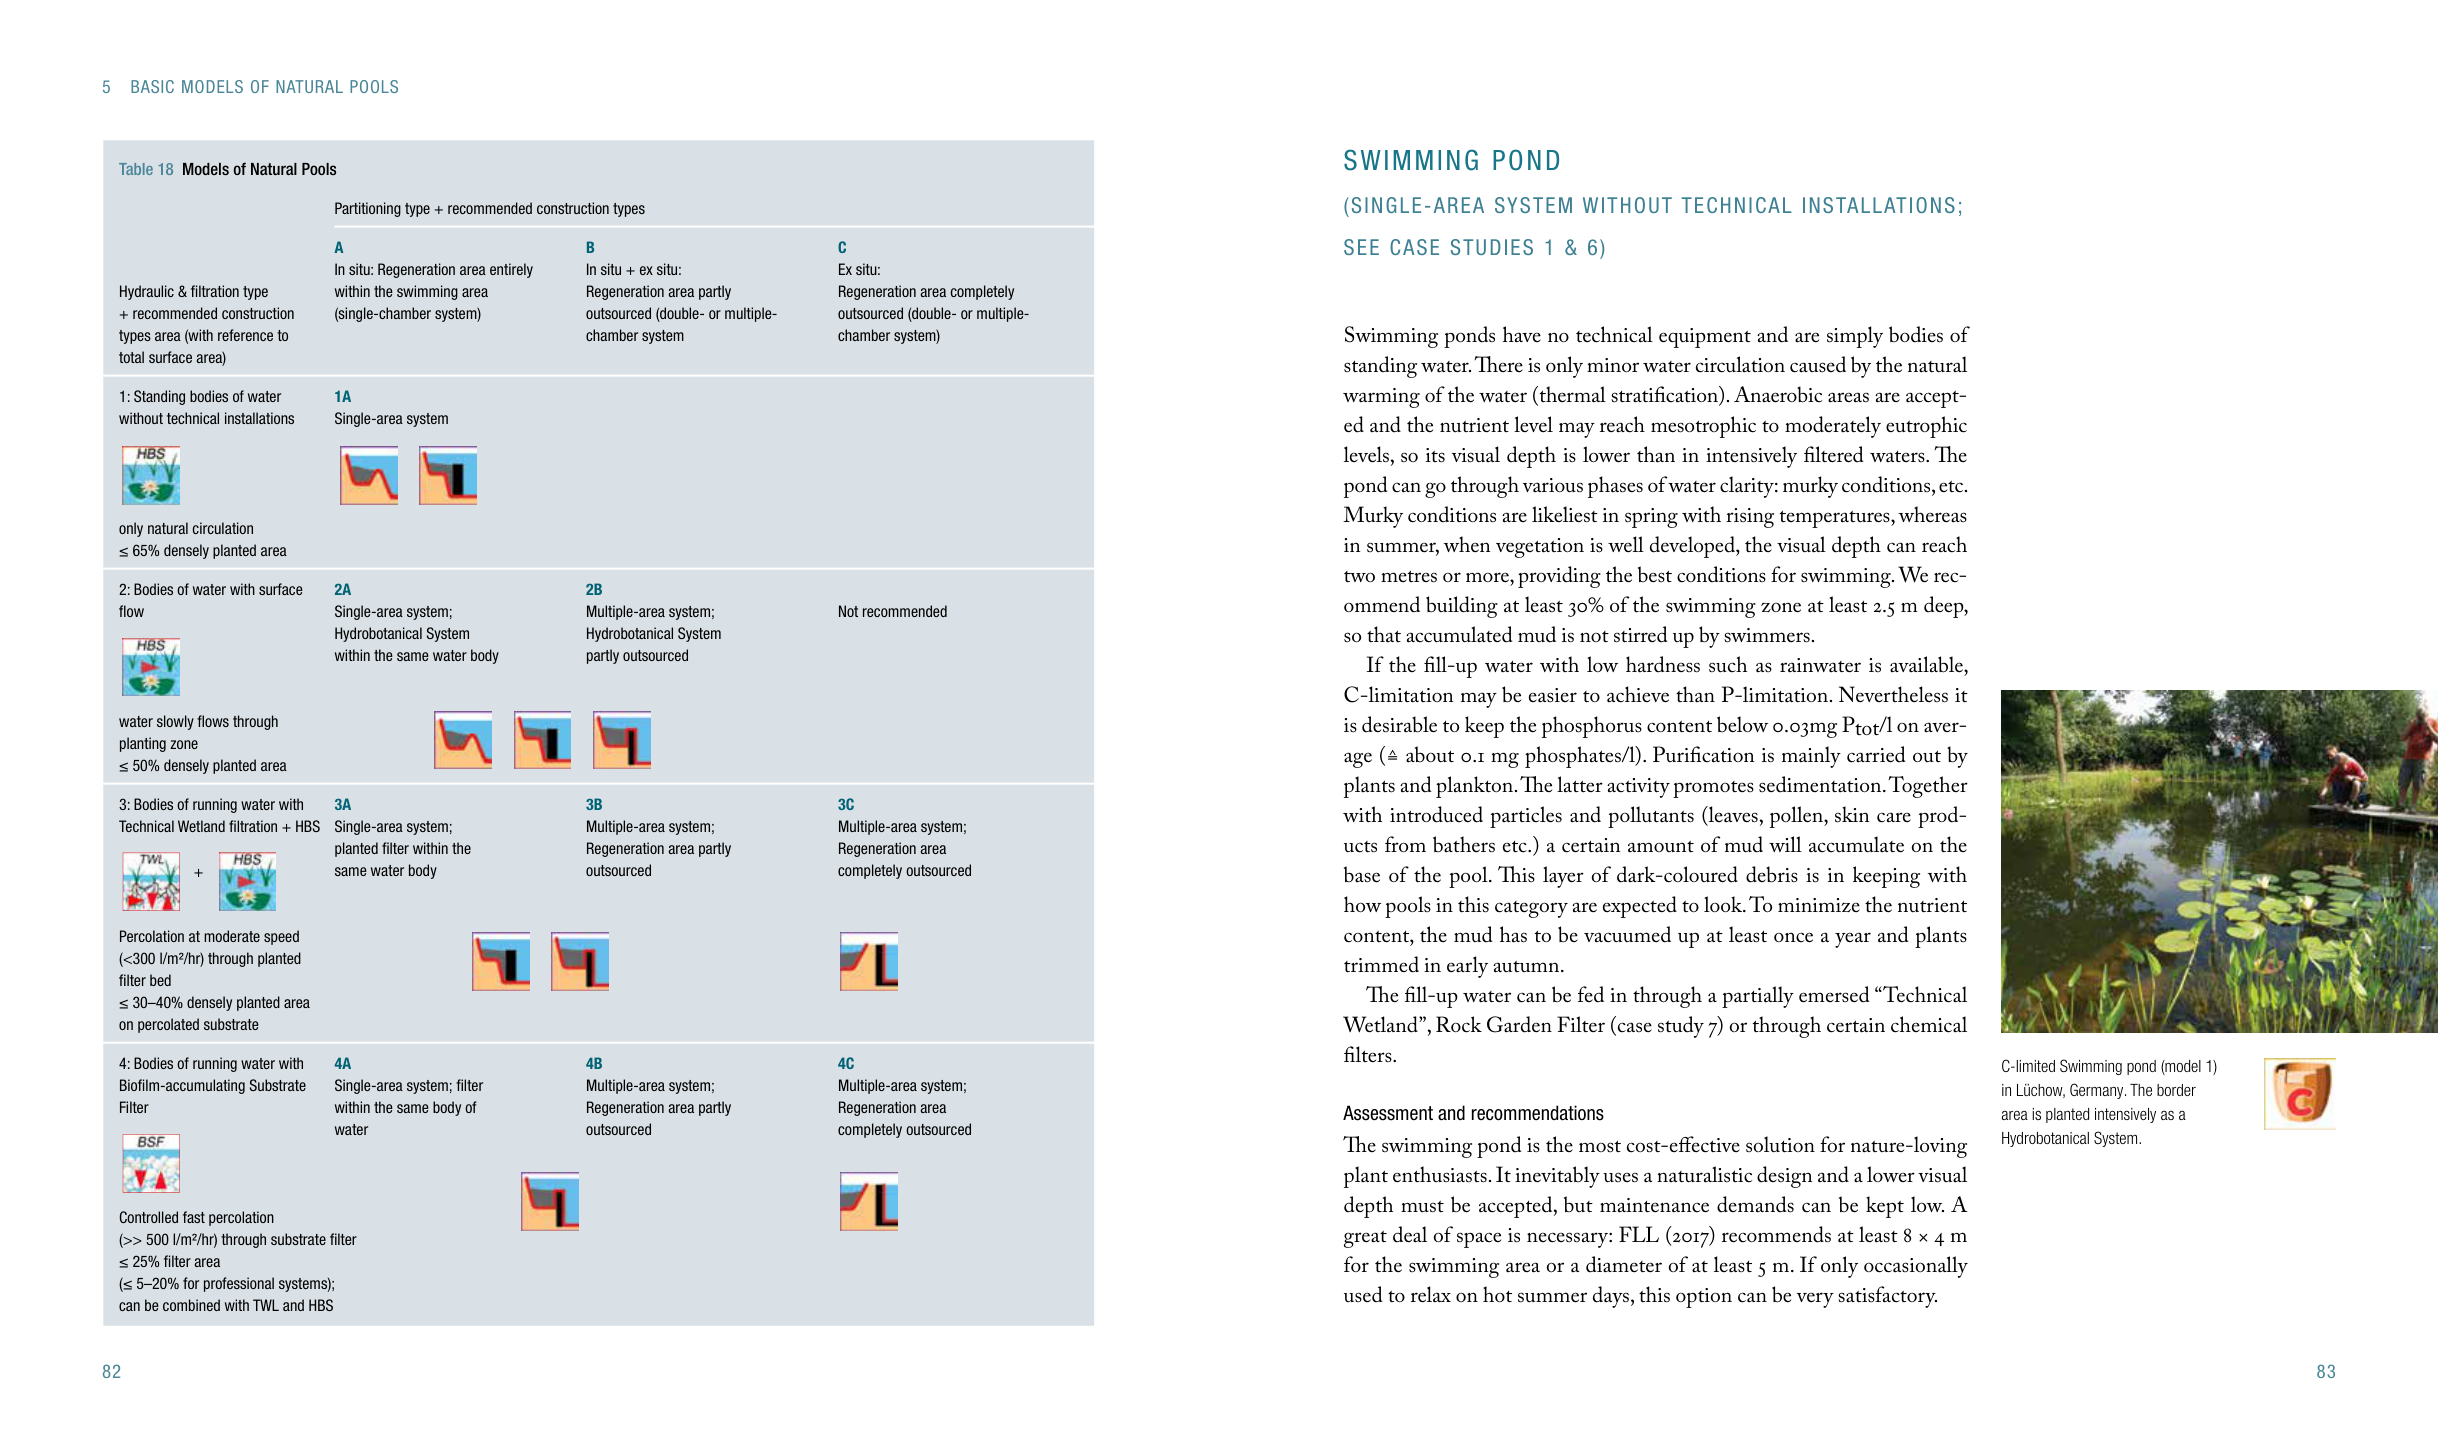 5 BASIC MODELS OF NATURAL POOLS
Table 18 Models of Natural Pools
Partitioning type + recommended construction types
Hydraulic & filtration type
+ recommended construction
types area (with reference to
total surface area)
A
In situ: Regeneration area entirely
within the swimming area
(single-chamber system)
B
In situ + ex situ:
Regeneration area partly
outsourced (double- or multiple-
chamber system
C
Ex situ:
Regeneration area completely
outsourced (double- or multiple-
chamber system)
1: Standing bodies of water
without technical installations
HBS
only natural circulation
≤ 65% densely planted area
1A
Single-area system
2: Bodies of water with surface
flow
HBS
water slowly flows through
planting zone
≤ 50% densely planted area
2A
Single-area system;
Hydrobotanical System
within the same water body
2B
Multiple-area system;
Hydrobotanical System
partly outsourced
Not recommended
3: Bodies of running water with
Technical Wetland filtration + HBS
TWL + HBS
Percolation at moderate speed
(<300 l/m²/hr) through planted
filter bed
≤ 30–40% densely planted area
on percolated substrate
3A
Single-area system;
planted filter within the
same water body
3B
Multiple-area system;
Regeneration area partly
outsourced
3C
Multiple-area system;
Regeneration area
completely outsourced
4: Bodies of running water with
Biofilm-accumulating Substrate
Filter
BSF
Controlled fast percolation
(>> 500 l/m²/hr) through substrate filter
≤ 25% filter area
(≤ 5–20% for professional systems);
can be combined with TWL and HBS
4A
Single-area system; filter
within the same body of
water
4B
Multiple-area system;
Regeneration area partly
outsourced
4C
Multiple-area system;
Regeneration area
completely outsourced
82
SWIMMING POND
(SINGLE-AREA SYSTEM WITHOUT TECHNICAL INSTALLATIONS;
SEE CASE STUDIES 1 & 6)
Swimming ponds have no technical equipment and are simply bodies of
standing water. There is only minor water circulation caused by the natural
warming of the water (thermal stratification). Anaerobic areas are accept-
ed and the nutrient level may reach mesotrophic to moderately eutrophic
levels, so its visual depth is lower than in intensively filtered waters. The
pond can go through various phases of water clarity: murky conditions, etc.
Murky conditions are likeliest in spring with rising temperatures, whereas
in summer, when vegetation is well developed, the visual depth can reach
two metres or more, providing the best conditions for swimming. We rec-
ommend building at least 30% of the swimming zone at least 2.5 m deep,
so that accumulated mud is not stirred up by swimmers.
If the fill-up water with low hardness such as rainwater is available,
C-limitation may be easier to achieve than P-limitation. Nevertheless it
is desirable to keep the phosphorus content below 0.03mg Ptot/l on aver-
age (≙ about 0.1 mg phosphates/l). Purification is mainly carried out by
plants and plankton. The latter activity promotes sedimentation. Together
with introduced particles and pollutants (leaves, pollen, skin care prod-
ucts from bathers etc.) a certain amount of mud will accumulate on the
base of the pool. This layer of dark-coloured debris is in keeping with
how pools in this category are expected to look. To minimize the nutrient
content, the mud has to be vacuumed up at least once a year and plants
trimmed in early autumn.
The fill-up water can be fed in through a partially emersed “Technical
Wetland”, Rock Garden Filter (case study 7) or through certain chemical
filters.
Assessment and recommendations
The swimming pond is the most cost-effective solution for nature-loving
plant enthusiasts. It inevitably uses a naturalistic design and a lower visual
depth must be accepted, but maintenance demands can be kept low. A
great deal of space is necessary: FLL (2017) recommends at least 8 × 4 m
for the swimming area or a diameter of at least 5 m. If only occasionally
used to relax on hot summer days, this option can be very satisfactory.
C-limited Swimming pond (model 1)
in Lüchow, Germany. The border
area is planted intensively as a
Hydrobotanical System.
C
83